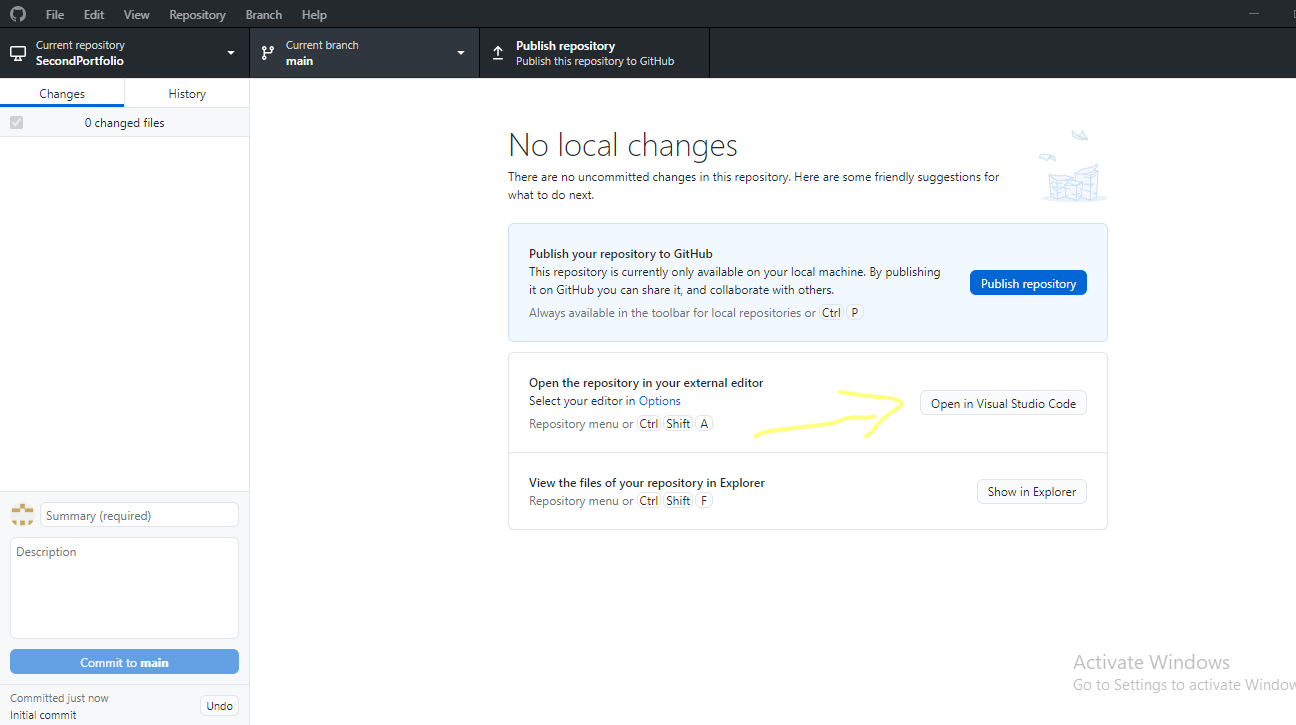 File Edit View Repository Branch Help
Current repository
SecondPortfolio
Current branch
main
Publish repository
Publish this repository to GitHub
Changes
History
0 changed files
No local changes
There are no uncommitted changes in this repository. Here are some friendly suggestions for
what to do next.
Publish your repository to GitHub
This repository is currently only available on your local machine. By publishing
it on GitHub you can share it, and collaborate with others.
Always available in the toolbar for local repositories or Ctrl P
Publish repository
Open the repository in your external editor
Select your editor in Options
Repository menu or Ctrl Shift A
Open in Visual Studio Code
View the files of your repository in Explorer
Repository menu or Ctrl Shift F
Show in Explorer
Summary (required)
Description
Commit to main
Committed just now
Initial commit
Undo
Activate Windows
Go to Settings to activate Window